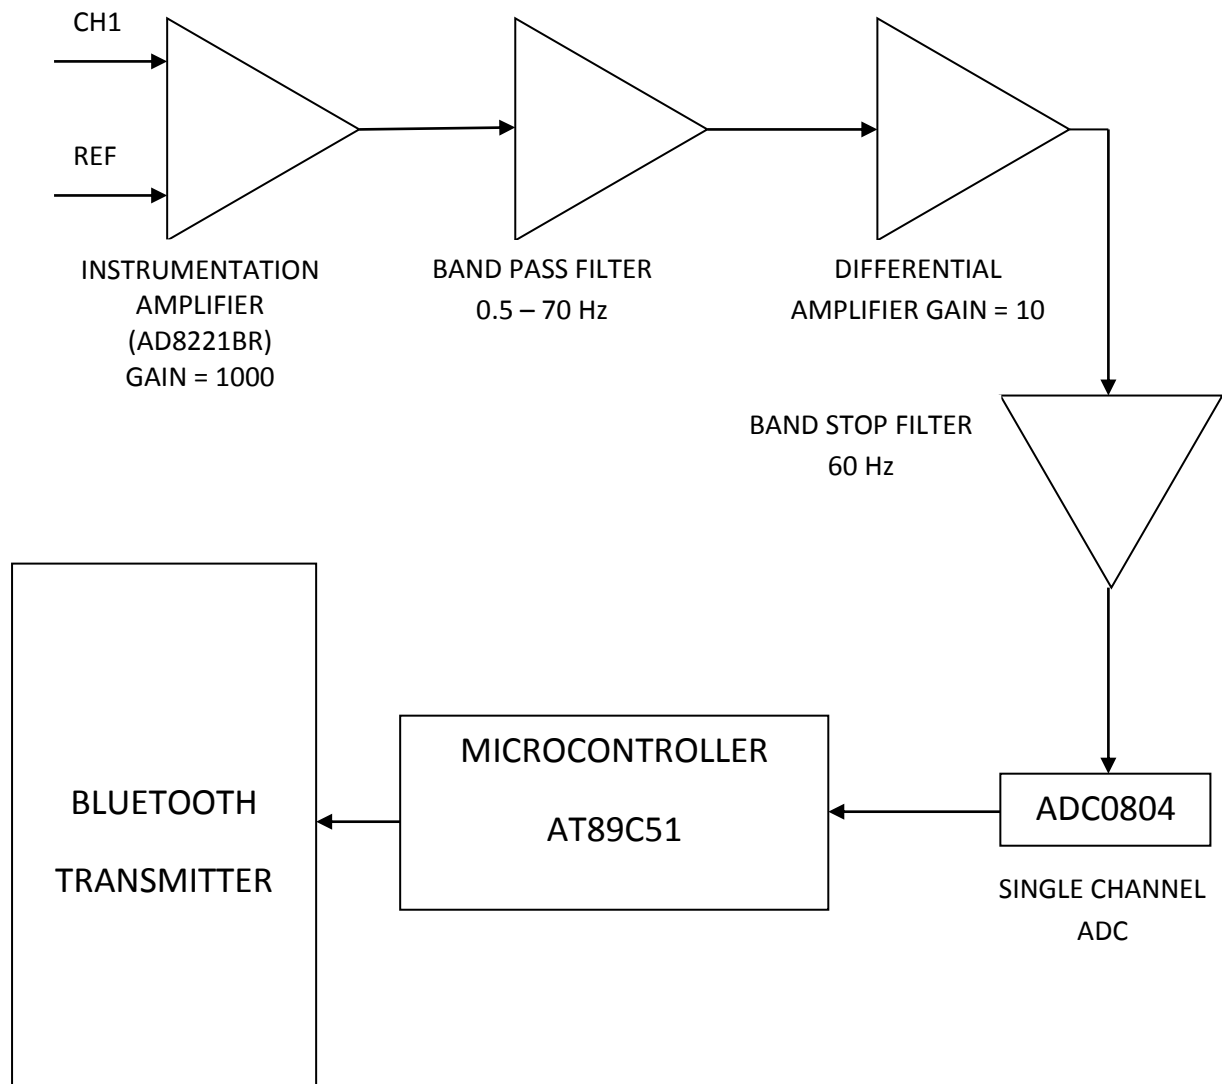 CH1
REF
INSTRUMENTATION
AMPLIFIER
(AD8221BR)
GAIN = 1000
BAND PASS FILTER
0.5 – 70 Hz
DIFFERENTIAL
AMPLIFIER GAIN = 10
BAND STOP FILTER
60 Hz
BLUETOOTH
TRANSMITTER
MICROCONTROLLER
AT89C51
ADC0804
SINGLE CHANNEL
ADC